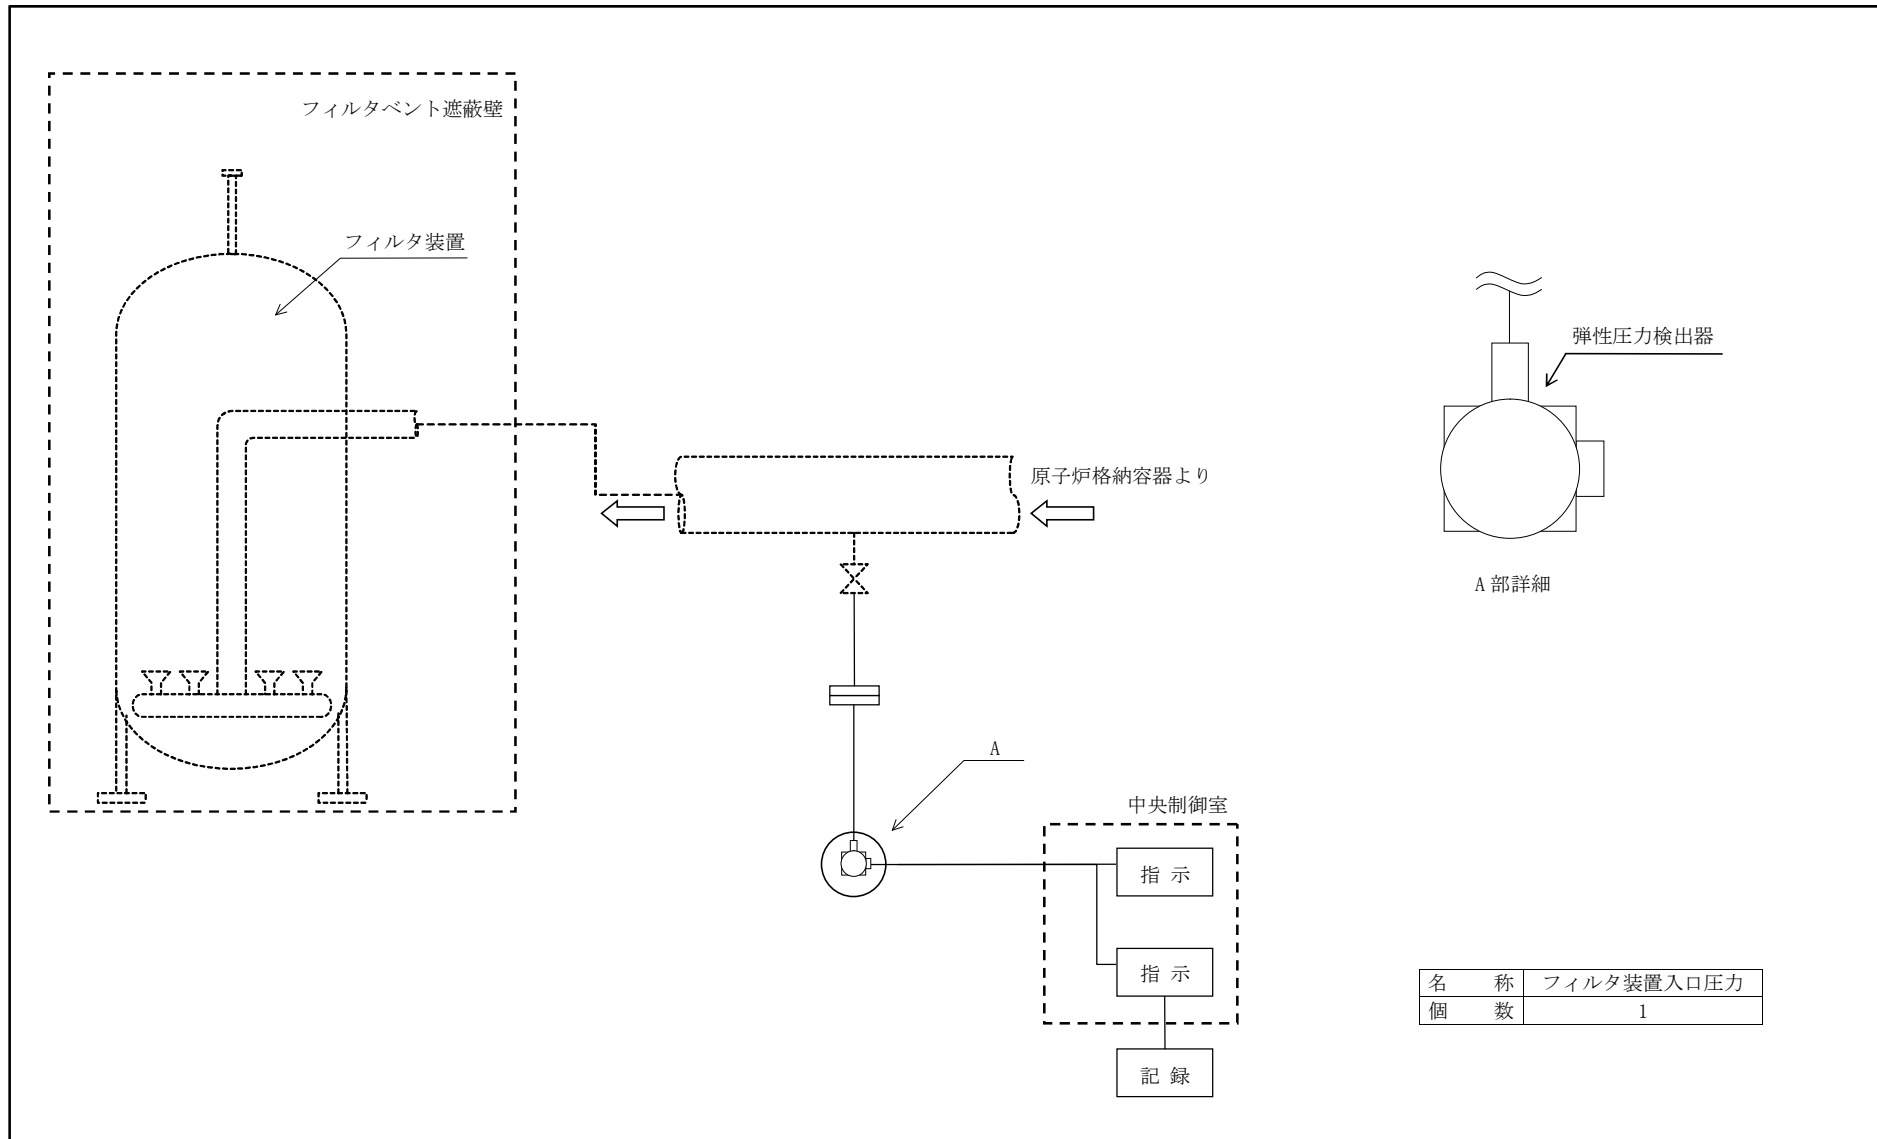 フィルタベント遮蔽壁
フィルタ装置
弾性圧力検出器
原子炉格納容器より
A 部詳細
A
中央制御室
指 示
指 示
記 録
名 称 フィルタ装置入口圧力
個 数 1